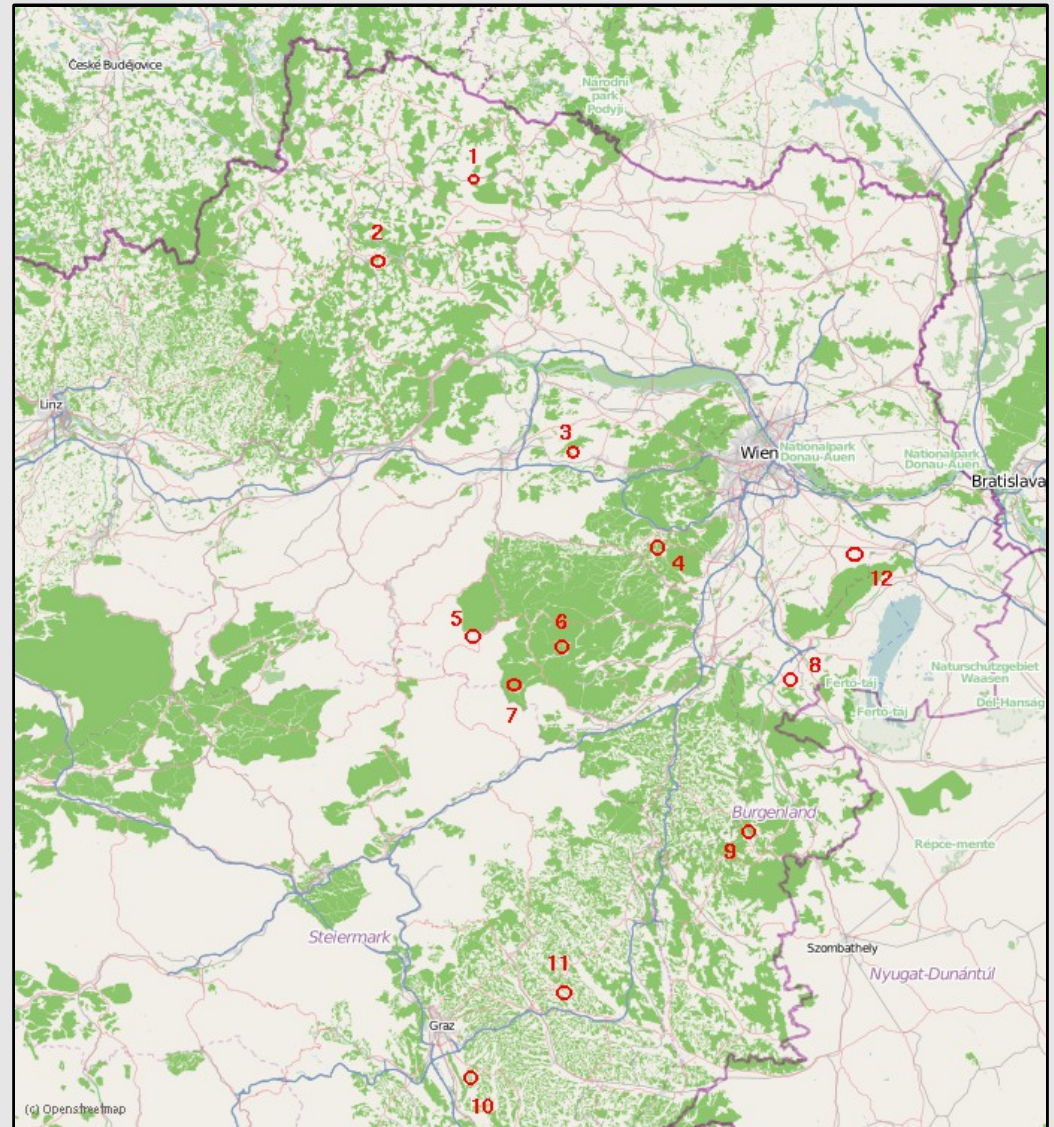 České Budějovice
Národní
park
Podyjí
1
2
Linz
3
Wien
Nationalpark
Donau-Auen
Nationalpark
Donau-Auen
Bratislava
4
12
5
6
7
8
Fertő-táj
Naturschutzgebiet
Waasen
Dél-Hanság
Fertő-táj
Burgenland
9
Répce-mente
Steiermark
Szombathely
Nyugat-Dunántúl
11
Graz
10
(c) Openstreetmap